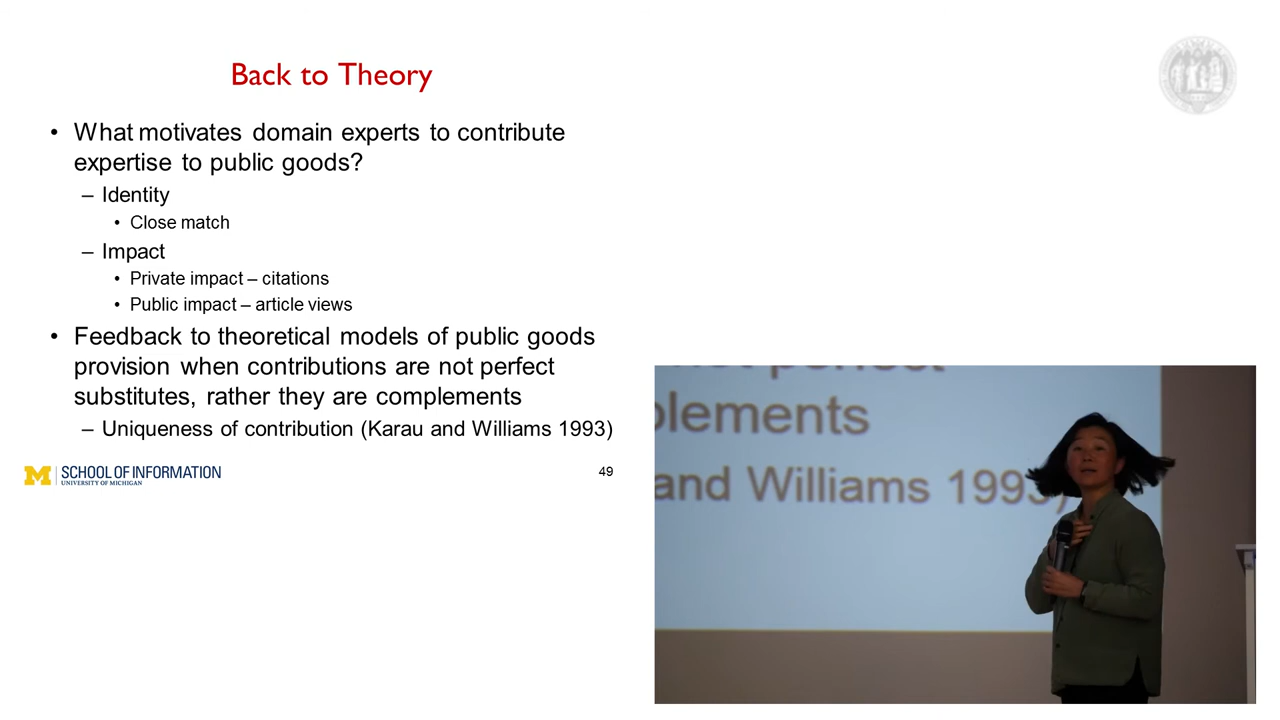 Back to Theory
• What motivates domain experts to contribute
expertise to public goods?
– Identity
• Close match
– Impact
• Private impact – citations
• Public impact – article views
• Feedback to theoretical models of public goods
provision when contributions are not perfect
substitutes, rather they are complements
– Uniqueness of contribution (Karau and Williams 1993)
M SCHOOL OF INFORMATION
UNIVERSITY OF MICHIGAN
49
perfect
plements
and Williams 1993)